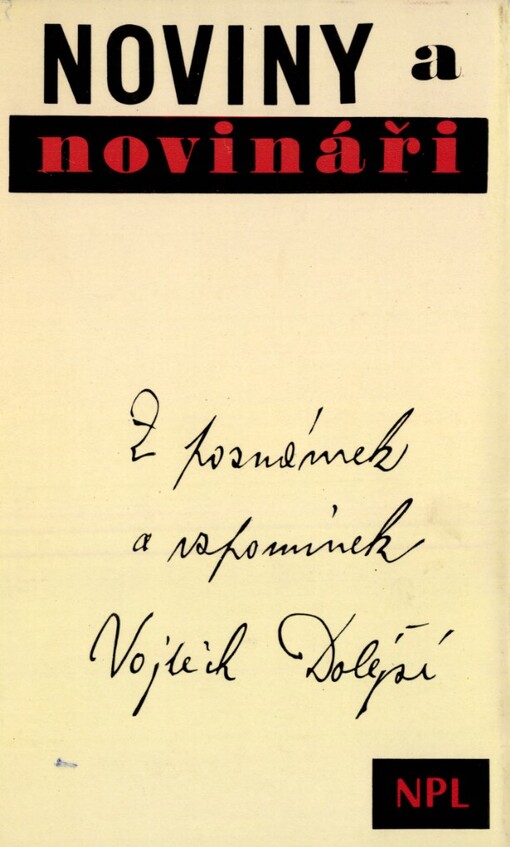 NOVINY a
novináři
Z poznámek
a vzpomínek
Vojtěch Dolejší
NPL